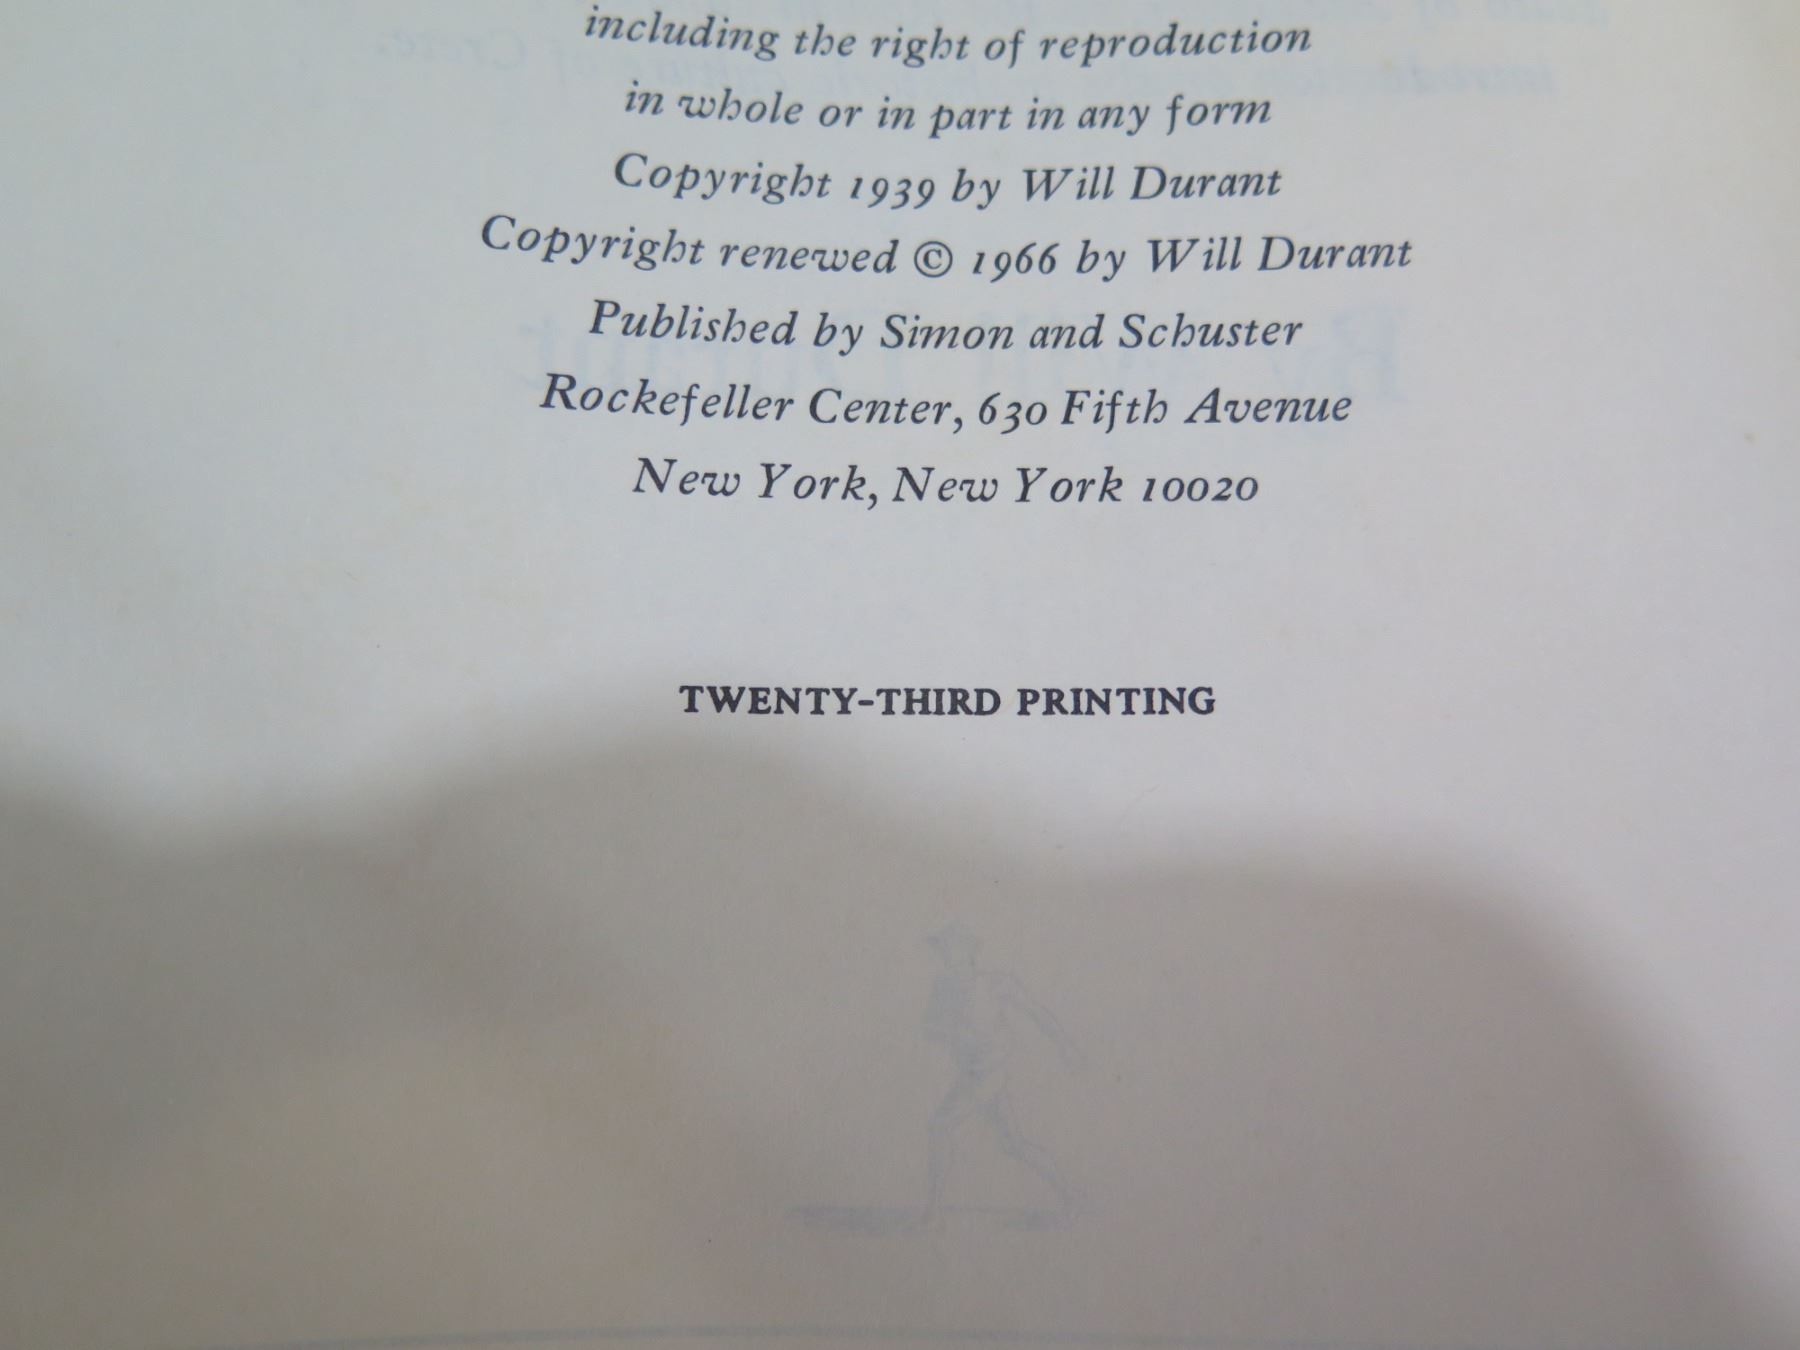 including the right of reproduction
in whole or in part in any form
Copyright 1939 by Will Durant
Copyright renewed © 1966 by Will Durant
Published by Simon and Schuster
Rockefeller Center, 630 Fifth Avenue
New York, New York 10020
TWENTY-THIRD PRINTING